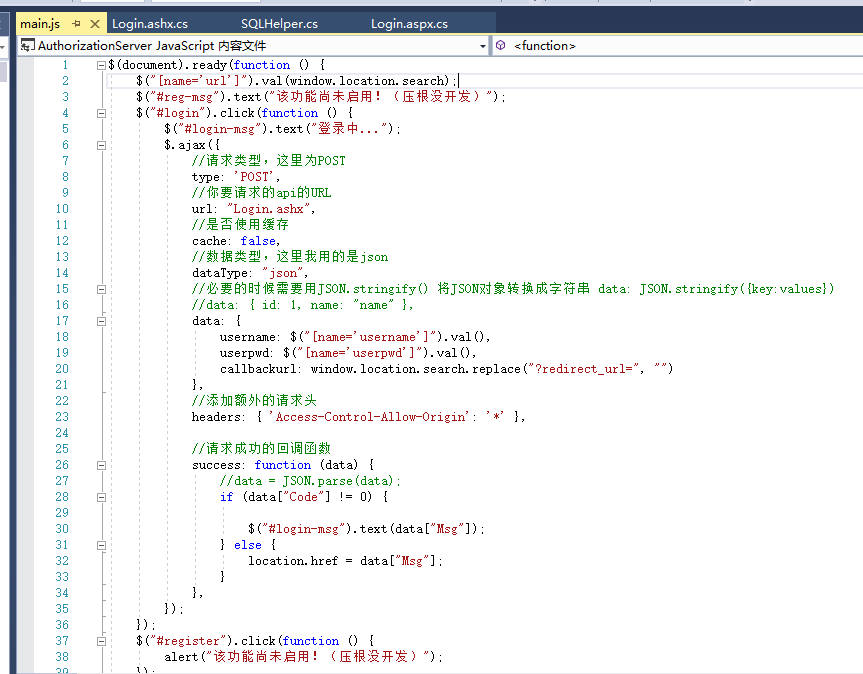 main.js Login.ashx.cs SQLHelper.cs Login.aspx.cs
AuthorizationServer JavaScript 内容文件 <function>
1 $(document).ready(function () {
2 $("[name='url']").val(window.location.search);
3 $("#reg-msg").text("该功能尚未启用！（压根没开发）");
4 $("#login").click(function () {
5 $("#login-msg").text("登录中...");
6 $.ajax({
7 //请求类型，这里为POST
8 type: 'POST',
9 //你要请求的api的URL
10 url: "Login.ashx",
11 //是否使用缓存
12 cache: false,
13 //数据类型，这里我用的是json
14 dataType: "json",
15 //必要的时候需要用JSON.stringify() 将JSON对象转换成字符串 data: JSON.stringify({key:values})
16 //data: { id: 1, name: "name" },
17 data: {
18 username: $("[name='username']").val(),
19 userpwd: $("[name='userpwd']").val(),
20 callbackurl: window.location.search.replace("?redirect_url=", "")
21 },
22 //添加额外的请求头
23 headers: { 'Access-Control-Allow-Origin': '*' },
24
25 //请求成功的回调函数
26 success: function (data) {
27 //data = JSON.parse(data);
28 if (data["Code"] != 0) {
29
30 $("#login-msg").text(data["Msg"]);
31 } else {
32 location.href = data["Msg"];
33 }
34 },
35 });
36 });
37 $("#register").click(function () {
38 alert("该功能尚未启用！（压根没开发）");
39 });